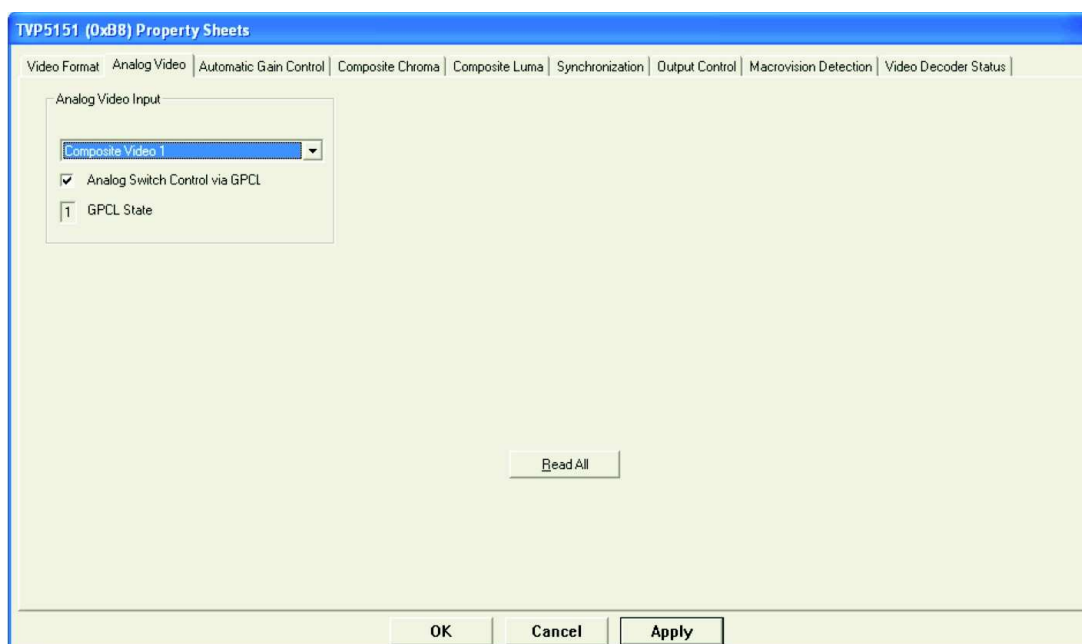 TVP5151 (0xB8) Property Sheets
Video Format Analog Video Automatic Gain Control Composite Chroma Composite Luma Synchronization Output Control Macrovision Detection Video Decoder Status
Analog Video Input
Composite Video 1
Analog Switch Control via GPCL
1 GPCL State
Read All
OK Cancel Apply